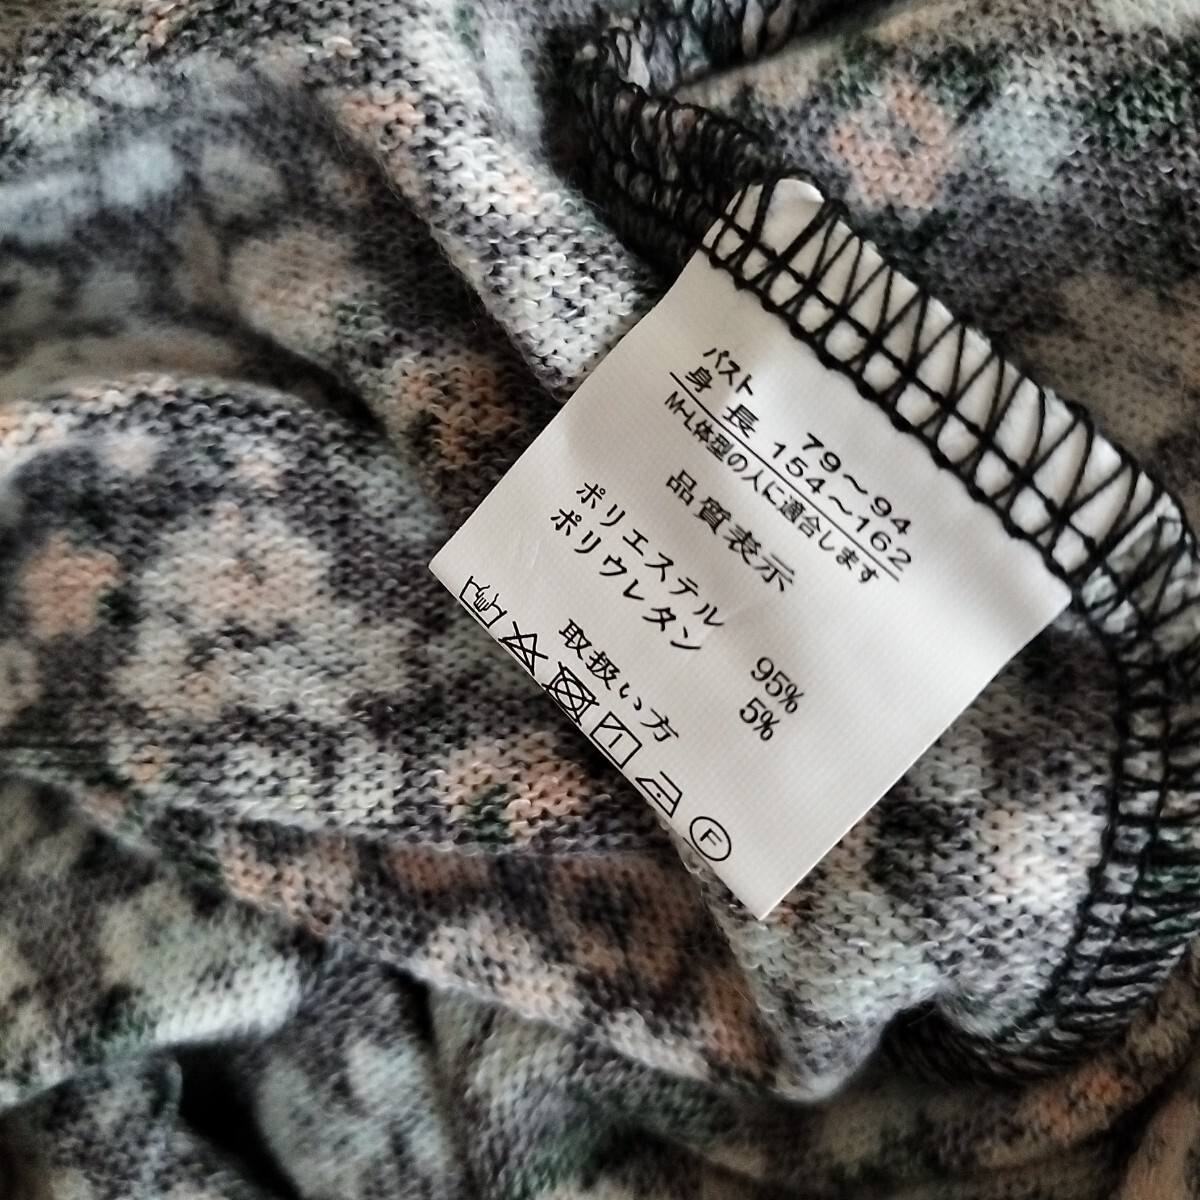 バスト 79～94
身長 154～162
M~L体型の人に適合します
品質表示
ポリエステル 95%
ポリウレタン 5%
取扱い方
F